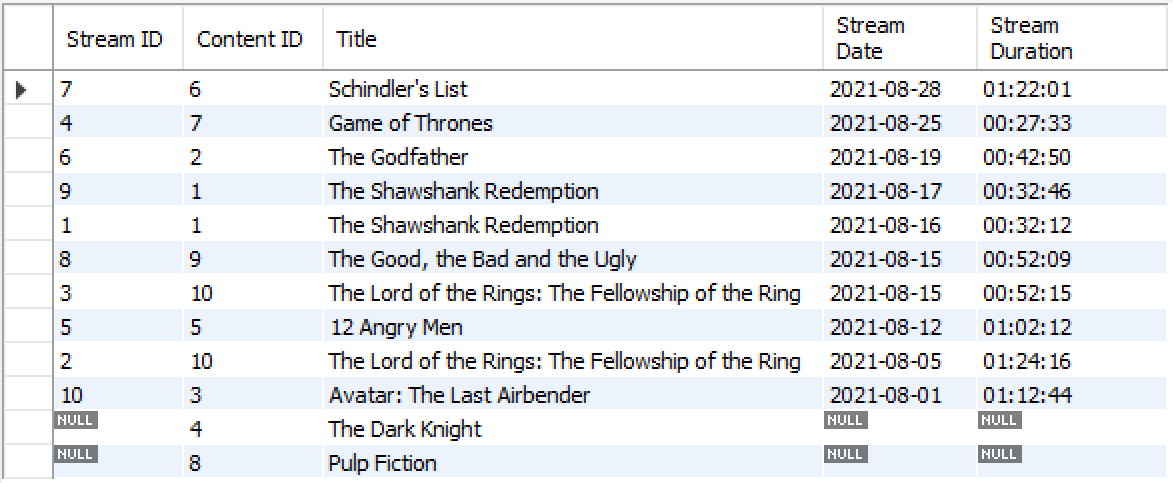 Stream ID Content ID Title Stream Date Stream Duration
7 6 Schindler's List 2021-08-28 01:22:01
4 7 Game of Thrones 2021-08-25 00:27:33
6 2 The Godfather 2021-08-19 00:42:50
9 1 The Shawshank Redemption 2021-08-17 00:32:46
1 1 The Shawshank Redemption 2021-08-16 00:32:12
8 9 The Good, the Bad and the Ugly 2021-08-15 00:52:09
3 10 The Lord of the Rings: The Fellowship of the Ring 2021-08-15 00:52:15
5 5 12 Angry Men 2021-08-12 01:02:12
2 10 The Lord of the Rings: The Fellowship of the Ring 2021-08-05 01:24:16
10 3 Avatar: The Last Airbender 2021-08-01 01:12:44
NULL 4 The Dark Knight NULL NULL
NULL 8 Pulp Fiction NULL NULL